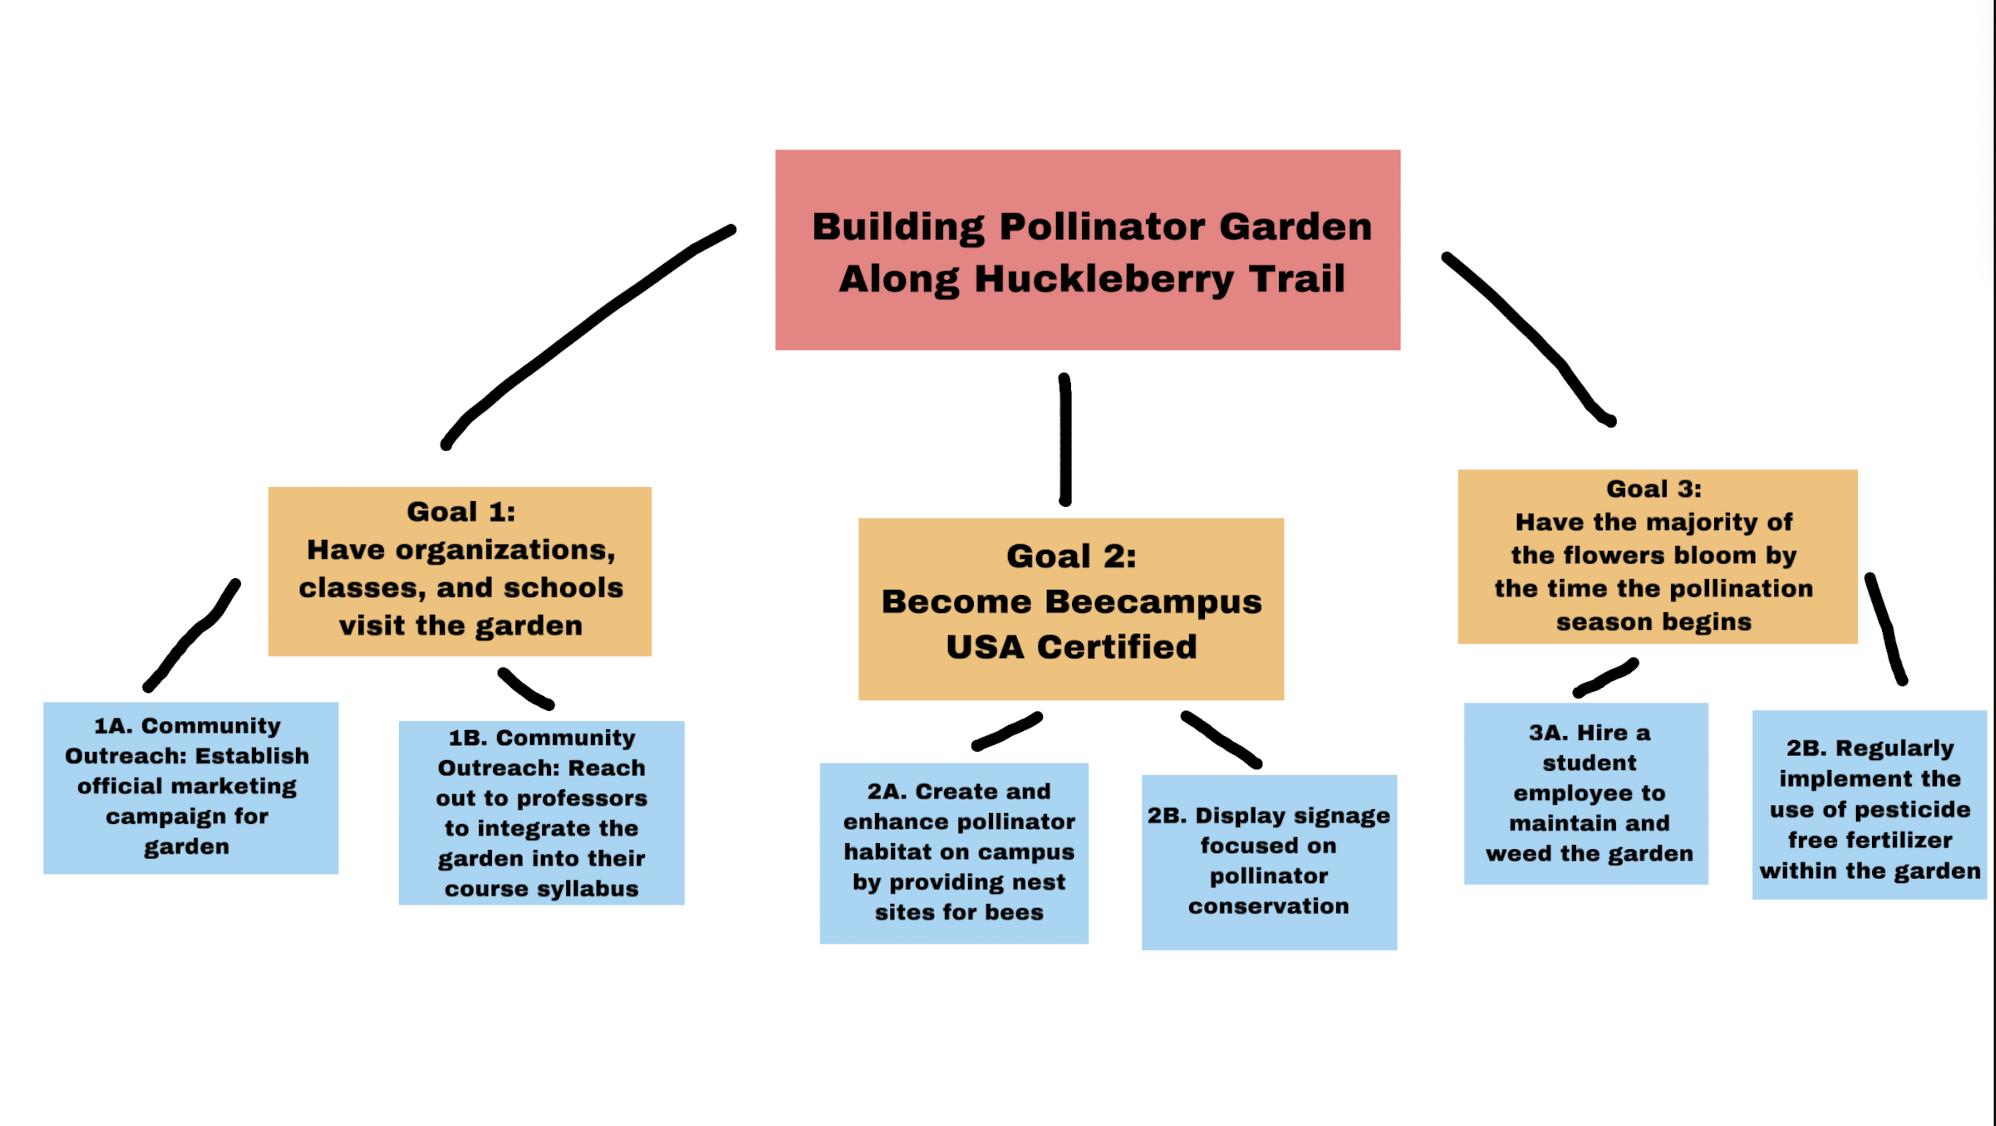 Building Pollinator Garden
Along Huckleberry Trail
Goal 1:
Have organizations,
classes, and schools
visit the garden
Goal 2:
Become Beecampus
USA Certified
Goal 3:
Have the majority of
the flowers bloom by
the time the pollination
season begins
1A. Community
Outreach: Establish
official marketing
campaign for
garden
1B. Community
Outreach: Reach
out to professors
to integrate the
garden into their
course syllabus
2A. Create and
enhance pollinator
habitat on campus
by providing nest
sites for bees
2B. Display signage
focused on
pollinator
conservation
3A. Hire a
student
employee to
maintain and
weed the garden
2B. Regularly
implement the
use of pesticide
free fertilizer
within the garden